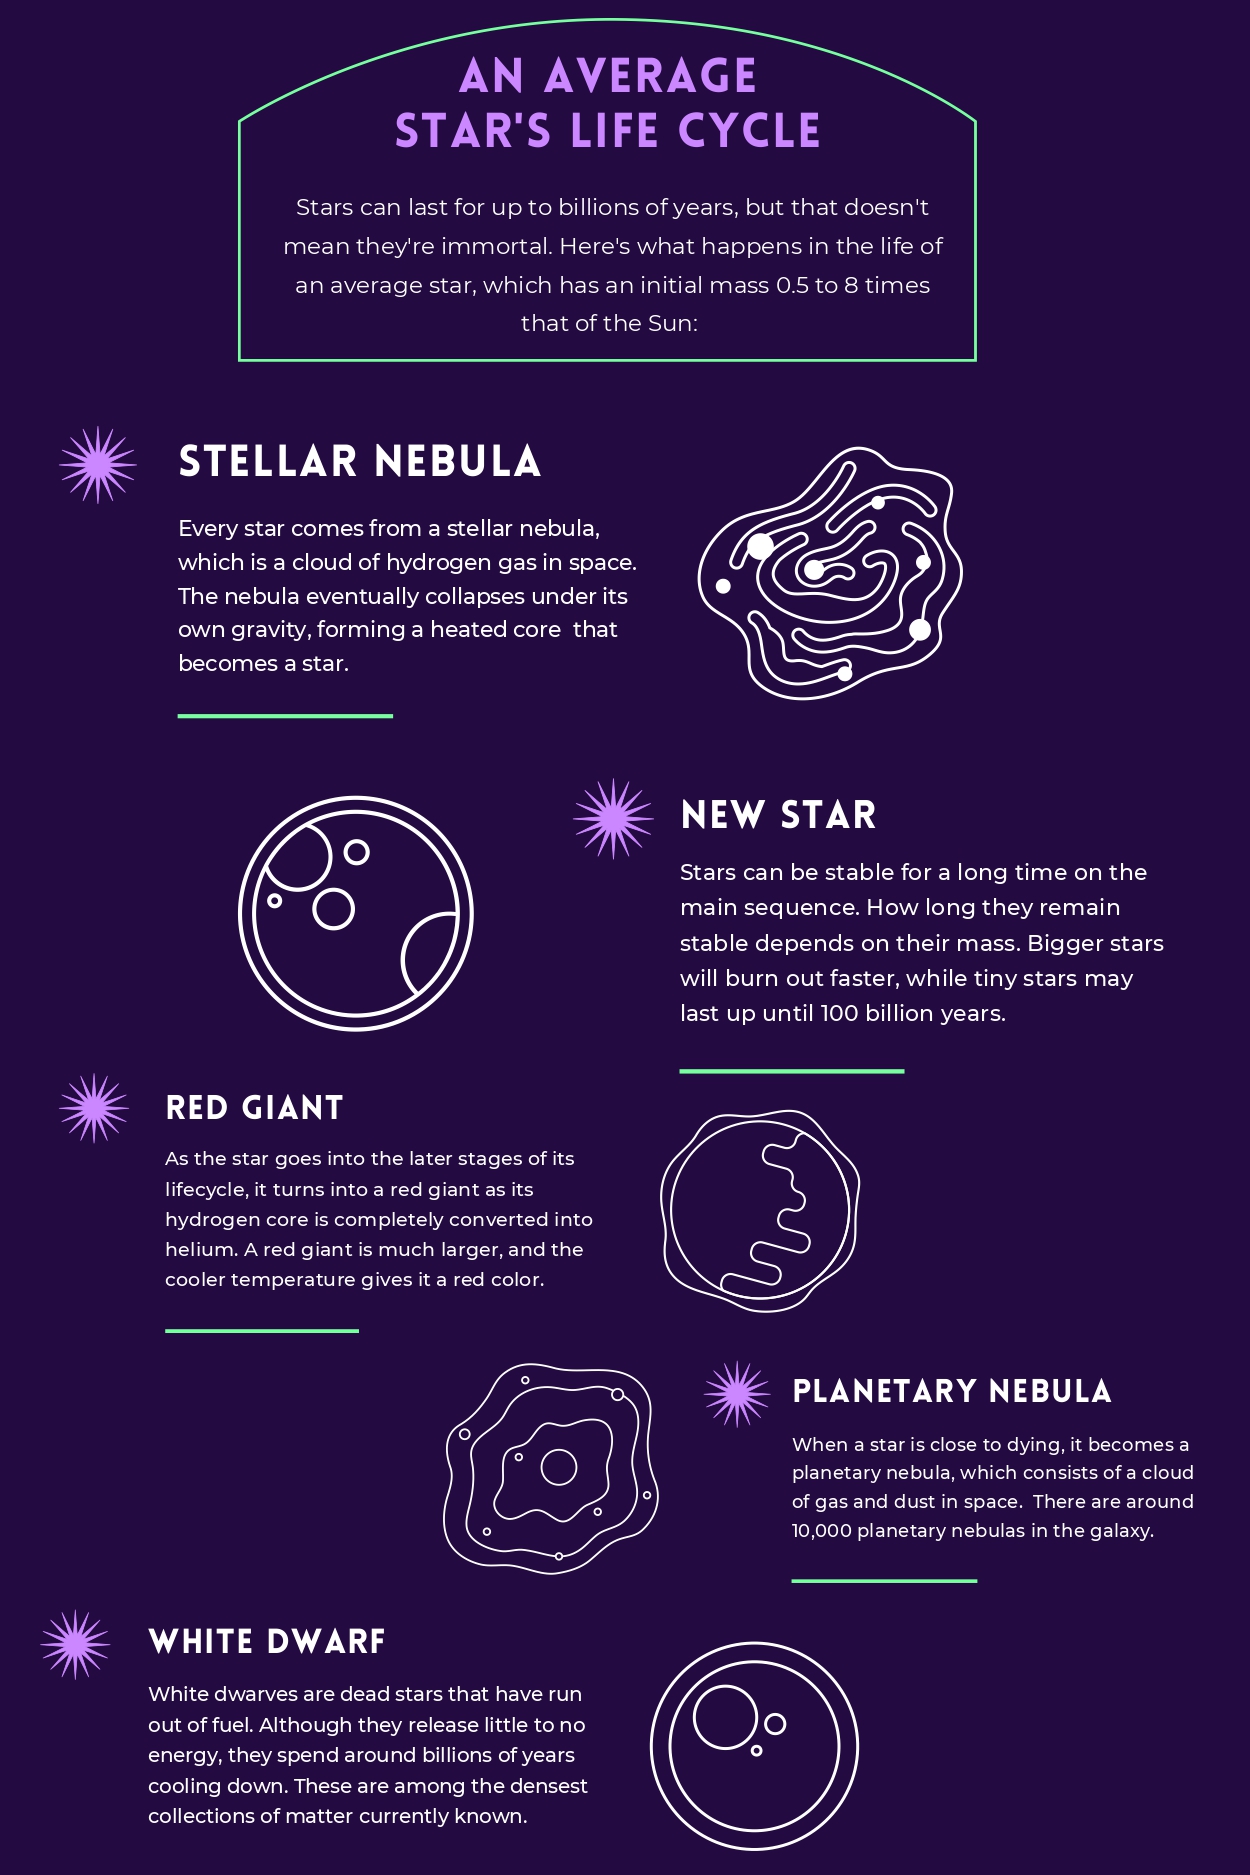 AN AVERAGE
STAR'S LIFE CYCLE
Stars can last for up to billions of years, but that doesn't
mean they're immortal. Here's what happens in the life of
an average star, which has an initial mass 0.5 to 8 times
that of the Sun:
STELLAR NEBULA
Every star comes from a stellar nebula,
which is a cloud of hydrogen gas in space.
The nebula eventually collapses under its
own gravity, forming a heated core  that
becomes a star.
NEW STAR
Stars can be stable for a long time on the
main sequence. How long they remain
stable depends on their mass. Bigger stars
will burn out faster, while tiny stars may
last up until 100 billion years.
RED GIANT
As the star goes into the later stages of its
lifecycle, it turns into a red giant as its
hydrogen core is completely converted into
helium. A red giant is much larger, and the
cooler temperature gives it a red color.
PLANETARY NEBULA
When a star is close to dying, it becomes a
planetary nebula, which consists of a cloud
of gas and dust in space.  There are around
10,000 planetary nebulas in the galaxy.
WHITE DWARF
White dwarves are dead stars that have run
out of fuel. Although they release little to no
energy, they spend around billions of years
cooling down. These are among the densest
collections of matter currently known.